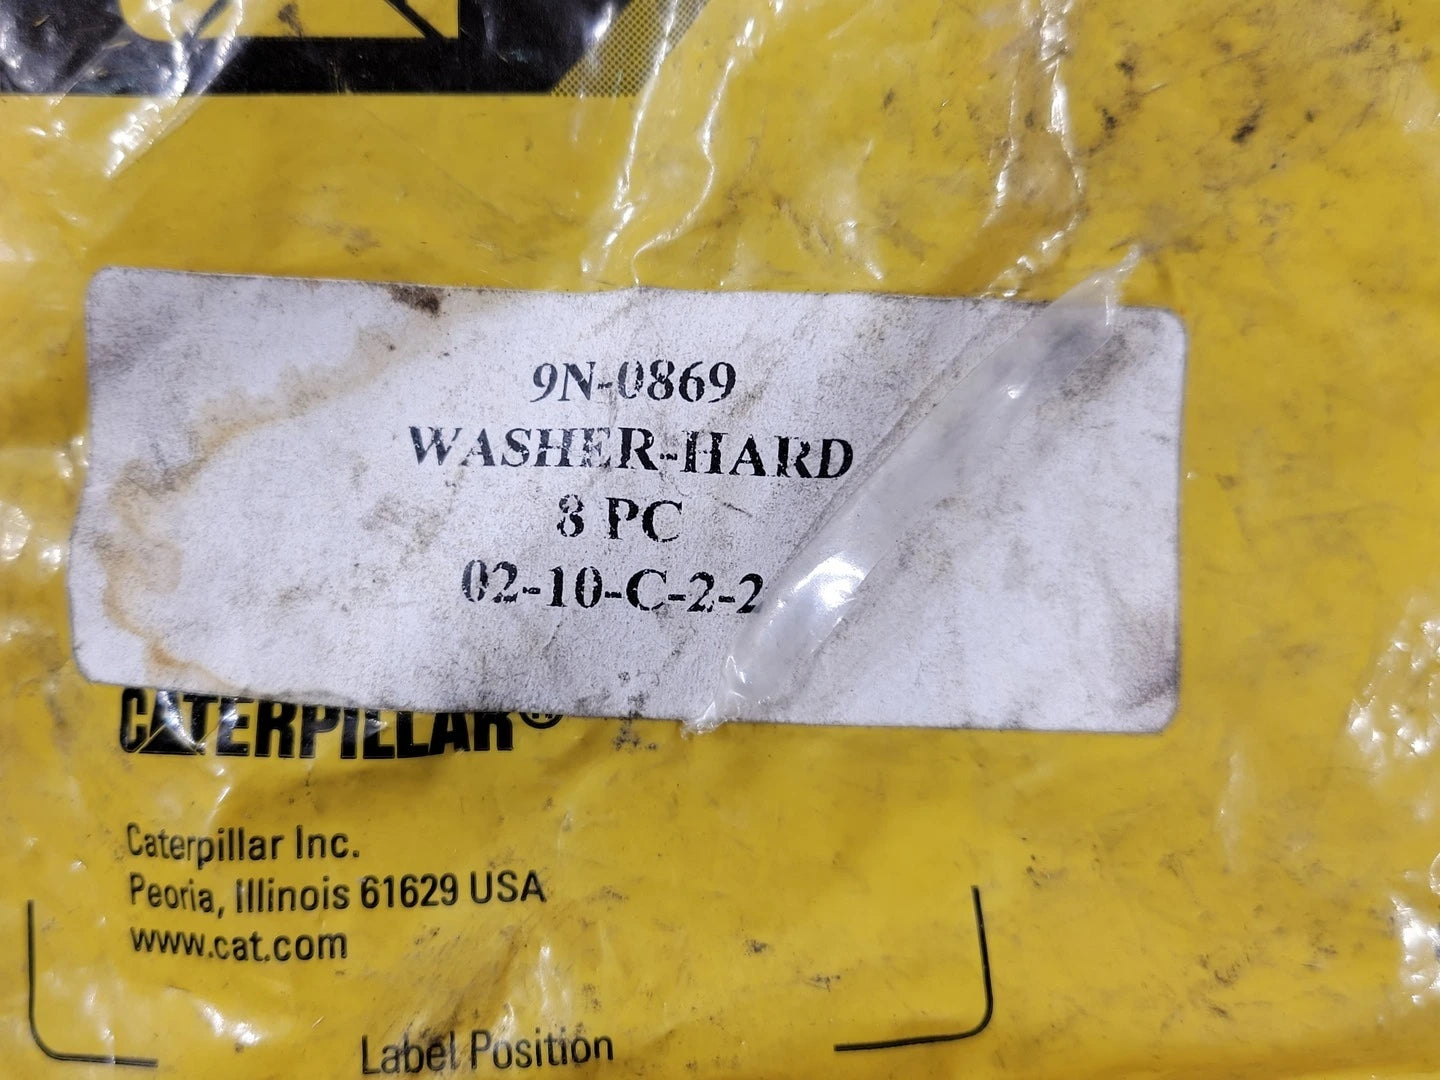 9N-0869
WASHER-HARD
8 PC
02-10-C-2-2
CATERPILLAR®
Caterpillar Inc.
Peoria, Illinois 61629 USA
www.cat.com
Label Position